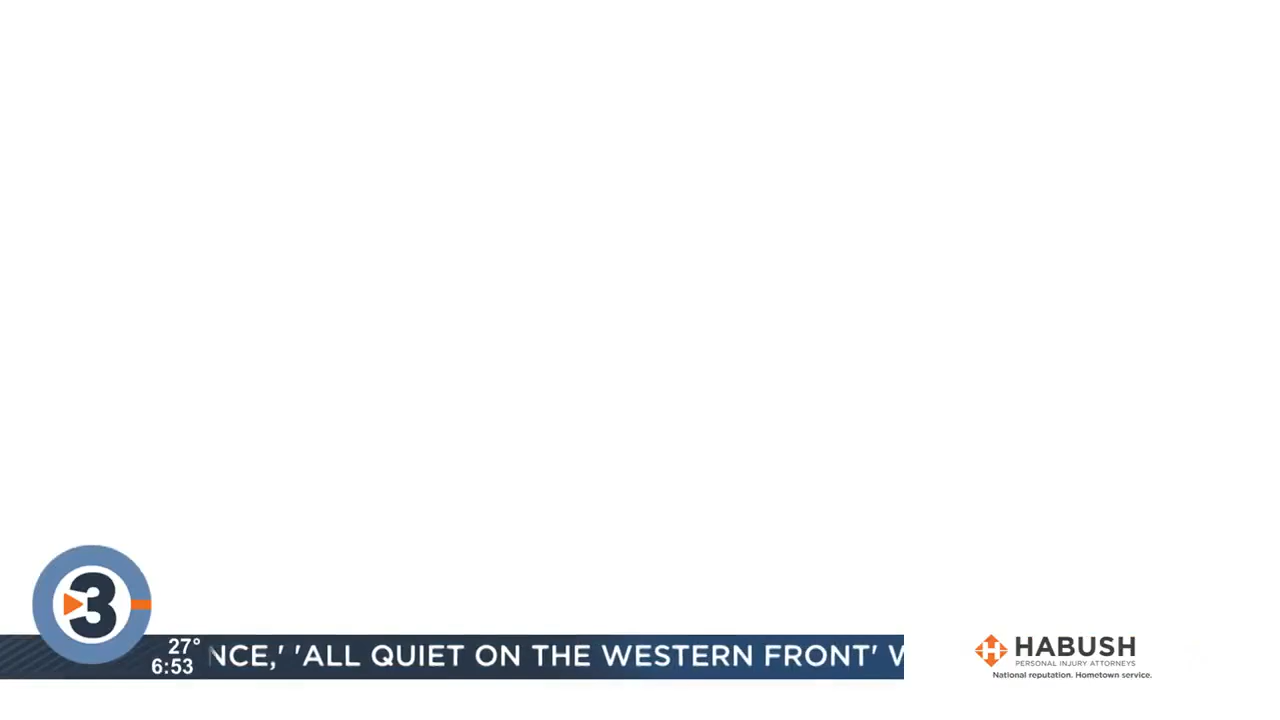 3
27°
6:53
NCE,' 'ALL QUIET ON THE WESTERN FRONT'
HABUSH
PERSONAL INJURY ATTORNEYS
National reputation. Hometown service.